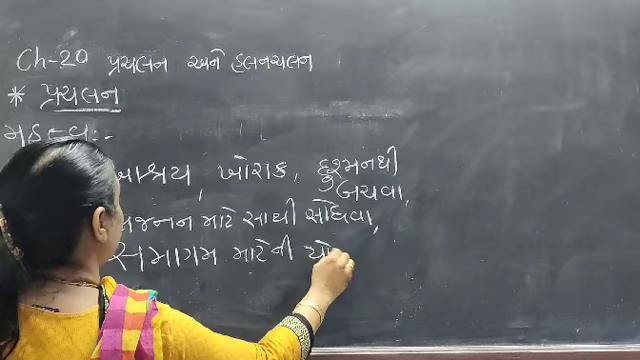 Ch-20 પ્રચલન અને હલનચલન
* પ્રચલન
મહત્વ :-
આશ્રય, ખોરાક, દુશ્મનથી
બચવા,
પ્રજનન માટે સાથી શોધવા,
સમાગમ માટેની